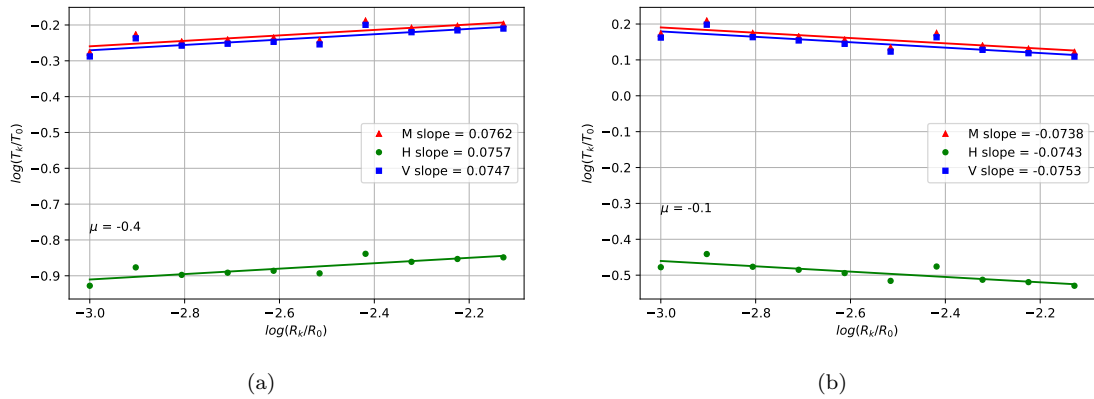 −0.2
−0.3
−0.4
−0.5
−0.6
−0.7
−0.8
−0.9
log(T_k/T_0)
M slope = 0.0762
H slope = 0.0757
V slope = 0.0747
μ = -0.4
−3.0 −2.8 −2.6 −2.4 −2.2
log(R_k/R_0)
(a)
0.2
0.1
0.0
−0.1
−0.2
−0.3
−0.4
−0.5
log(T_k/T_0)
M slope = -0.0738
H slope = -0.0743
V slope = -0.0753
μ = -0.1
−3.0 −2.8 −2.6 −2.4 −2.2
log(R_k/R_0)
(b)